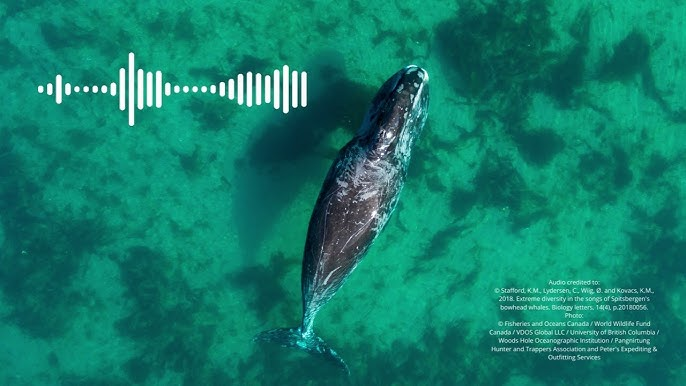 Audio credited to:
© Stafford, K.M., Lydersen, C., Wiig, Ø. and Kovacs, K.M.,
2018. Extreme diversity in the songs of Spitsbergen's
bowhead whales. Biology letters, 14(4), p.20180056.
Photo:
© Fisheries and Oceans Canada / World Wildlife Fund
Canada / VDOS Global LLC / University of British Columbia /
Woods Hole Oceanographic Institution / Pangnirtung
Hunter and Trappers Association and Peter's Expediting &
Outfitting Services